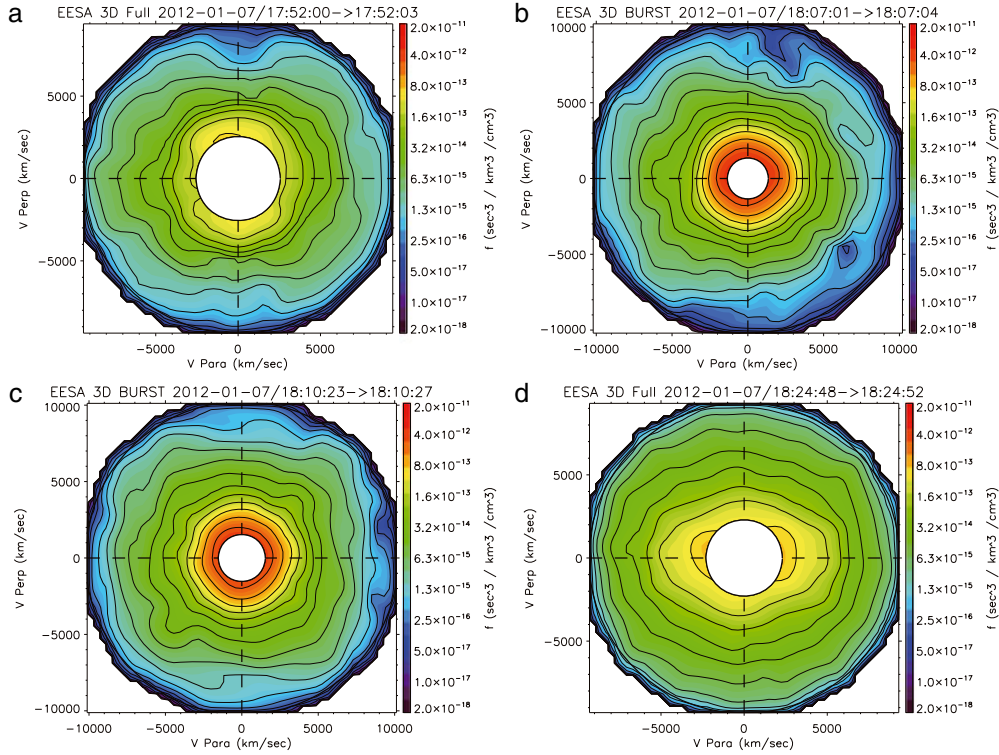 a
EESA 3D Full 2012-01-07/17:52:00->17:52:03
5000
0
-5000
V Perp (km/sec)
-5000 0 5000
V Para (km/sec)
2.0×10⁻¹¹
4.0×10⁻¹²
8.0×10⁻¹³
1.6×10⁻¹³
3.2×10⁻¹⁴
6.3×10⁻¹⁵
1.3×10⁻¹⁵
2.5×10⁻¹⁶
5.0×10⁻¹⁷
1.0×10⁻¹⁷
2.0×10⁻¹⁸
f (sec^3 / km^3 /cm^3)
b
EESA 3D BURST 2012-01-07/18:07:01->18:07:04
10000
5000
0
-5000
-10000
V Perp (km/sec)
-10000 -5000 0 5000 10000
V Para (km/sec)
2.0×10⁻¹¹
4.0×10⁻¹²
8.0×10⁻¹³
1.6×10⁻¹³
3.2×10⁻¹⁴
6.3×10⁻¹⁵
1.3×10⁻¹⁵
2.5×10⁻¹⁶
5.0×10⁻¹⁷
1.0×10⁻¹⁷
2.0×10⁻¹⁸
f (sec^3 / km^3 /cm^3)
c
EESA 3D BURST 2012-01-07/18:10:23->18:10:27
10000
5000
0
-5000
-10000
V Perp (km/sec)
-10000 -5000 0 5000 10000
V Para (km/sec)
2.0×10⁻¹¹
4.0×10⁻¹²
8.0×10⁻¹³
1.6×10⁻¹³
3.2×10⁻¹⁴
6.3×10⁻¹⁵
1.3×10⁻¹⁵
2.5×10⁻¹⁶
5.0×10⁻¹⁷
1.0×10⁻¹⁷
2.0×10⁻¹⁸
f (sec^3 / km^3 /cm^3)
d
EESA 3D Full 2012-01-07/18:24:48->18:24:52
5000
0
-5000
V Perp (km/sec)
-5000 0 5000
V Para (km/sec)
2.0×10⁻¹¹
4.0×10⁻¹²
8.0×10⁻¹³
1.6×10⁻¹³
3.2×10⁻¹⁴
6.3×10⁻¹⁵
1.3×10⁻¹⁵
2.5×10⁻¹⁶
5.0×10⁻¹⁷
1.0×10⁻¹⁷
2.0×10⁻¹⁸
f (sec^3 / km^3 /cm^3)